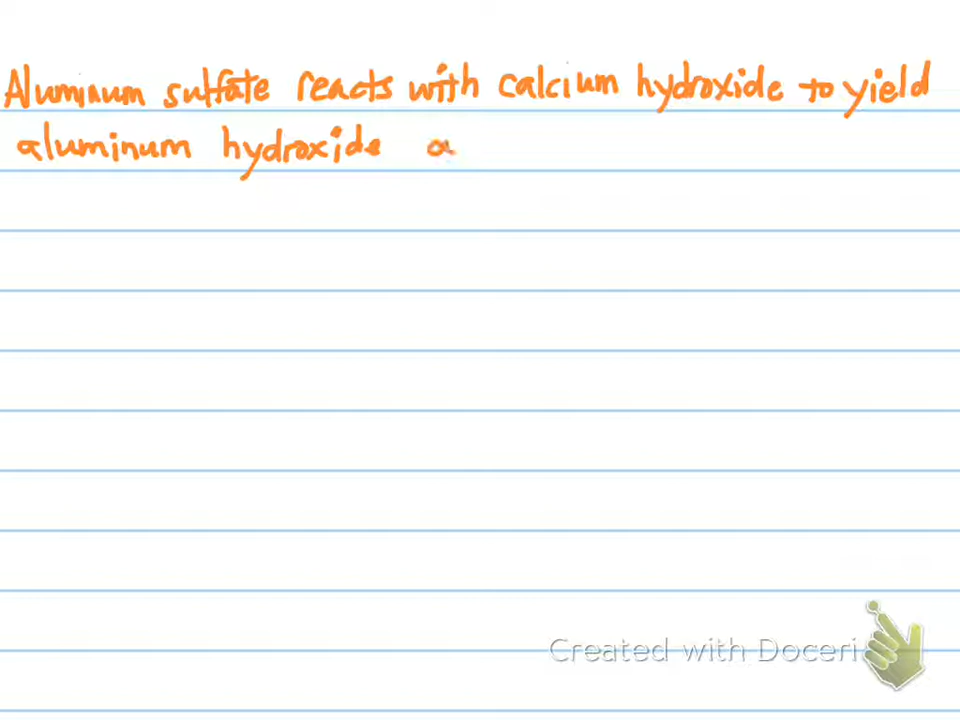 Aluminum sulfate reacts with calcium hydroxide to yield
aluminum hydroxide a
Created with Doceri